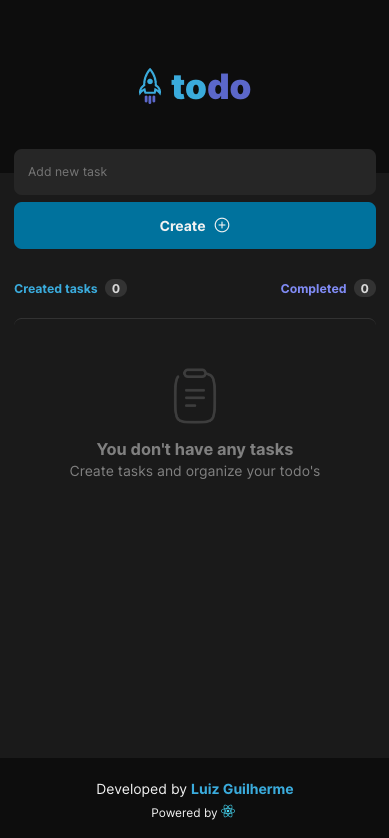 todo
Add new task
Create
Created tasks 0
Completed 0
You don't have any tasks
Create tasks and organize your todo's
Developed by Luiz Guilherme
Powered by